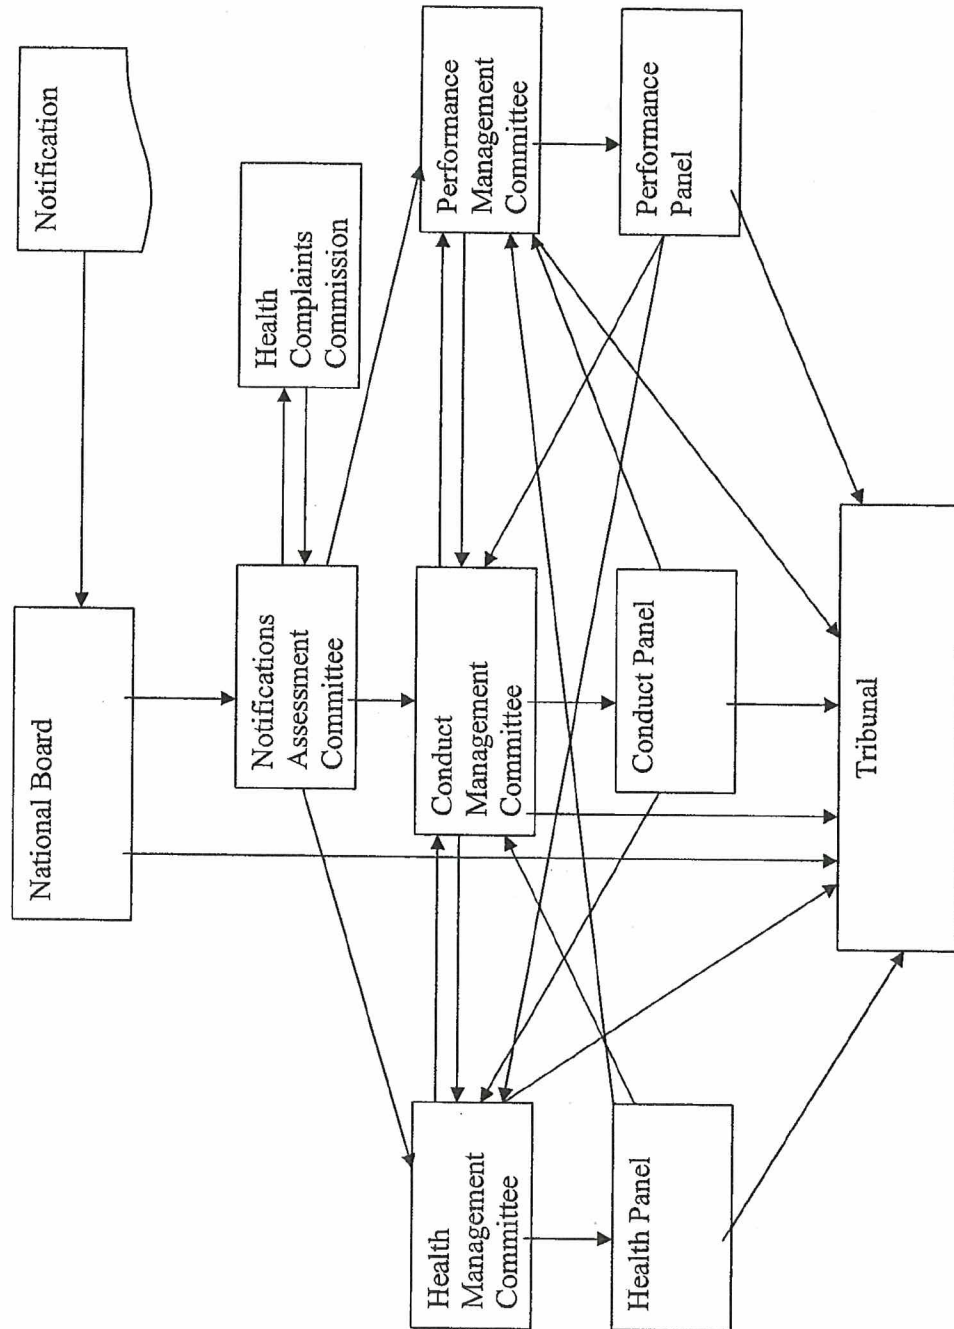 Notification
National Board
Health
Complaints
Commission
Notifications
Assessment
Committee
Health
Management
Committee
Conduct
Management
Committee
Performance
Management
Committee
Health Panel
Conduct Panel
Performance
Panel
Tribunal